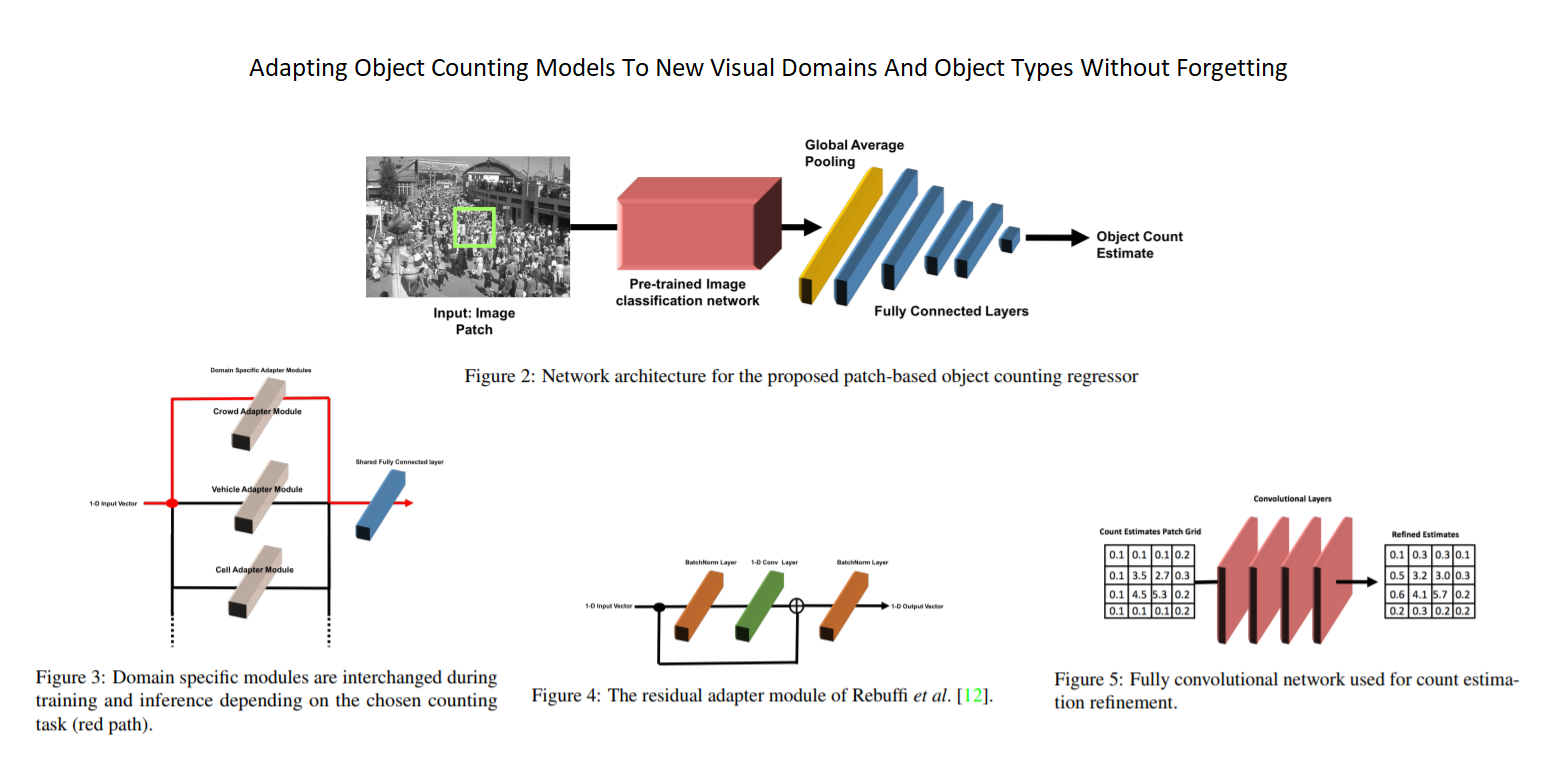 Adapting Object Counting Models To New Visual Domains And Object Types Without Forgetting
Global Average
Pooling
Object Count
Estimate
Pre-trained Image
classification network
Fully Connected Layers
Input: Image
Patch
Figure 2: Network architecture for the proposed patch-based object counting regressor
Domain Specific Adapter Modules
Crowd Adapter Module
Shared Fully Connected layer
Vehicle Adapter Module
1-D Input Vector
Cell Adapter Module
Figure 3: Domain specific modules are interchanged during
training and inference depending on the chosen counting
task (red path).
BatchNorm Layer
1-D Conv Layer
BatchNorm Layer
1-D Input Vector
1-D Output Vector
Figure 4: The residual adapter module of Rebuffi et al. [12].
Convolutional Layers
Count Estimates Patch Grid
0.1 0.1 0.1 0.2
0.1 3.5 2.7 0.3
0.1 4.5 5.3 0.2
0.1 0.1 0.1 0.2
Refined Estimates
0.1 0.3 0.3 0.1
0.5 3.2 3.0 0.3
0.6 4.1 5.7 0.2
0.2 0.3 0.2 0.2
Figure 5: Fully convolutional network used for count estima-
tion refinement.